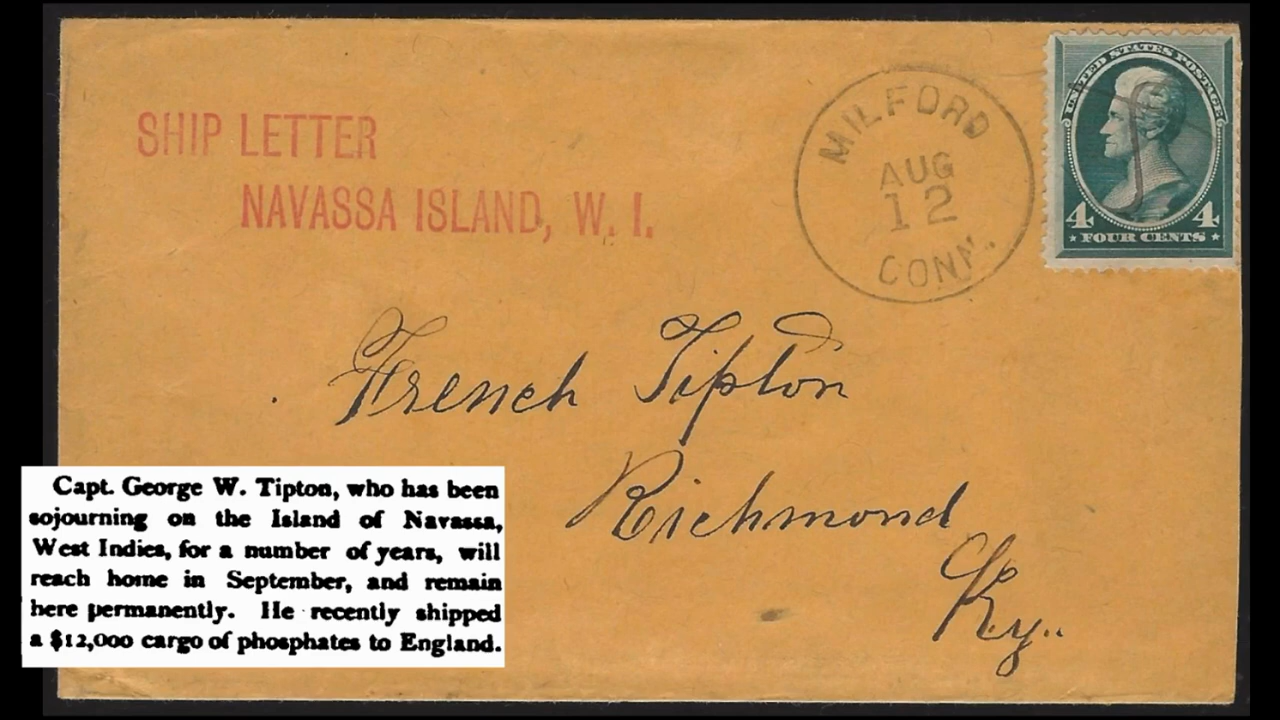 SHIP LETTER
NAVASSA ISLAND, W. I.
MILFORD
AUG
12
CONN.
UNITED STATES POSTAGE
4 4
FOUR CENTS
French Tipton
Richmond
Ky.
Capt. George W. Tipton, who has been
sojourning on the Island of Navassa,
West Indies, for a number of years, will
reach home in September, and remain
here permanently. He recently shipped
a $12,000 cargo of phosphates to England.